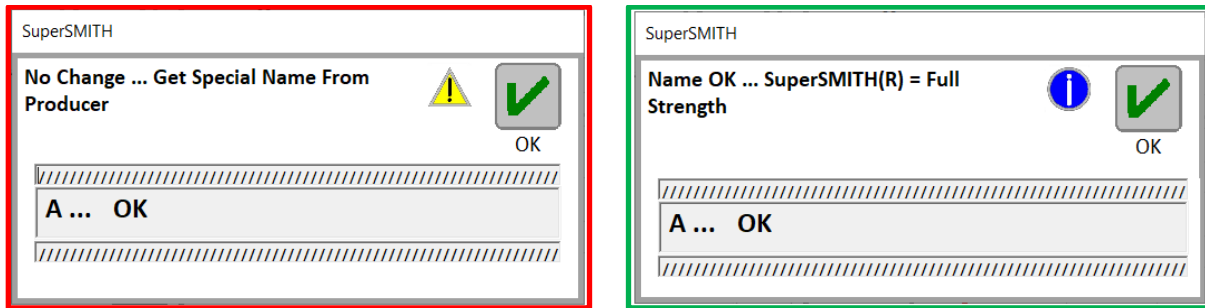 SuperSMITH
No Change ... Get Special Name From
Producer
OK
///////////////////////////////////////////////////////////////////
A ... OK
///////////////////////////////////////////////////////////////////
SuperSMITH
Name OK ... SuperSMITH(R) = Full
Strength
i
OK
///////////////////////////////////////////////////////////////////
A ... OK
///////////////////////////////////////////////////////////////////